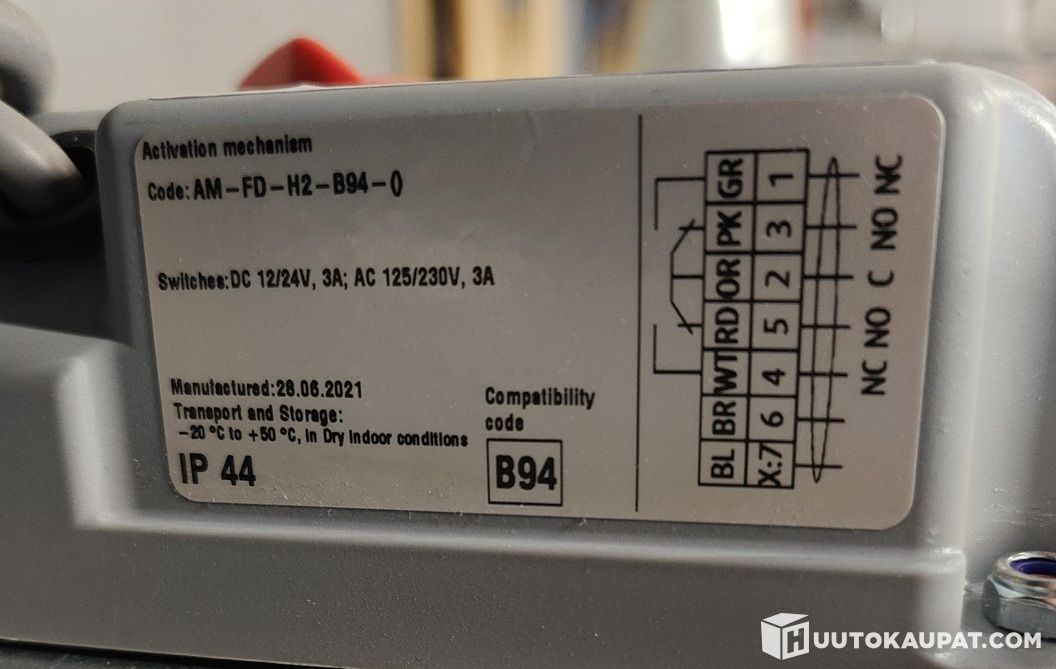 Activation mechanism
Code: AM-FD-H2-B94-0
Switches: DC 12/24V, 3A; AC 125/230V, 3A
Manufactured: 28.06.2021
Transport and Storage:
-20 °C to +50 °C, in Dry indoor conditions
IP 44
Compatibility
code
B94
GR 1 NC
PK 3 NO
OR 2 C
RD 5 NO
WT 4 NC
BR 6
BL X:7
HUUTOKAUPAT.COM